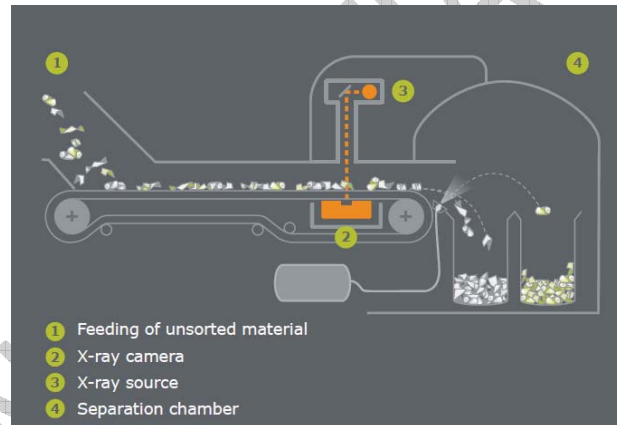 1
4
3
2
1 Feeding of unsorted material
2 X-ray camera
3 X-ray source
4 Separation chamber